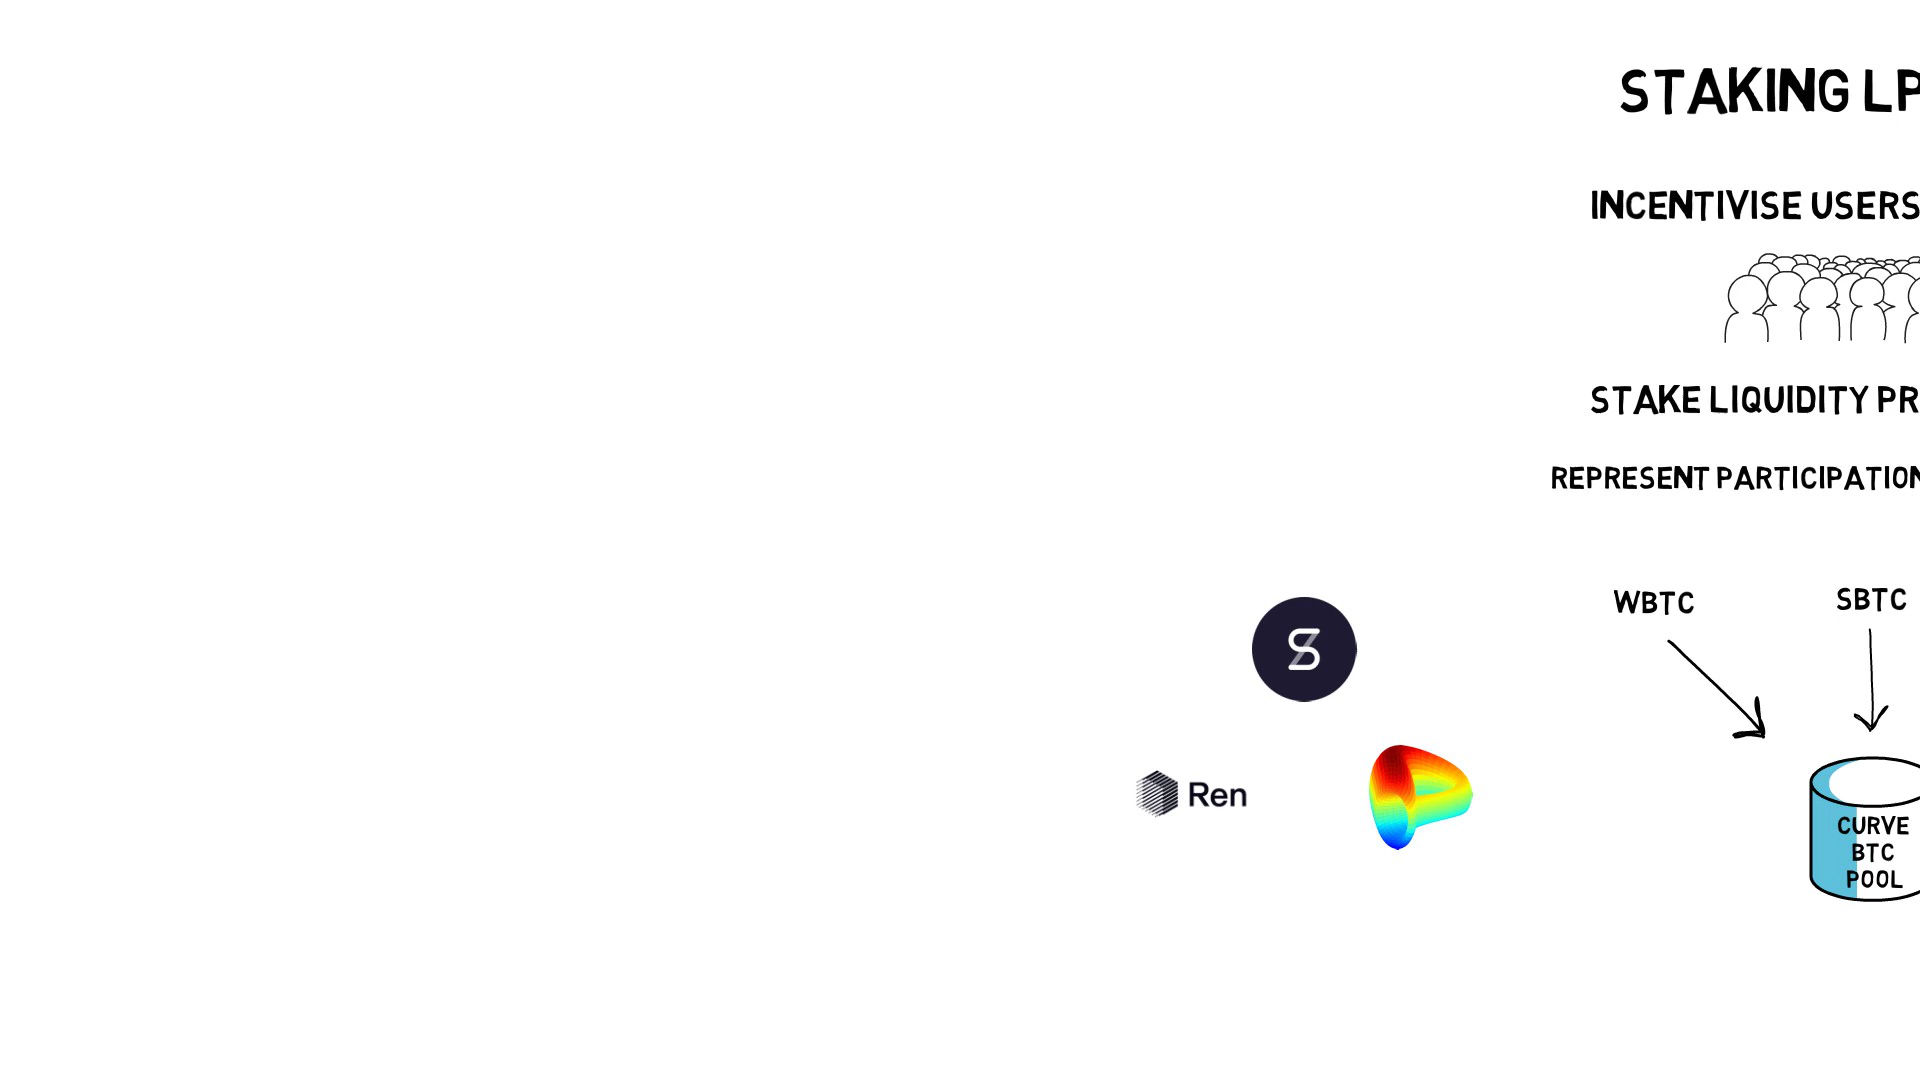 STAKING LP
INCENTIVISE USERS
STAKE LIQUIDITY PR
REPRESENT PARTICIPATION
WBTC
SBTC
Ren
CURVE
BTC
POOL